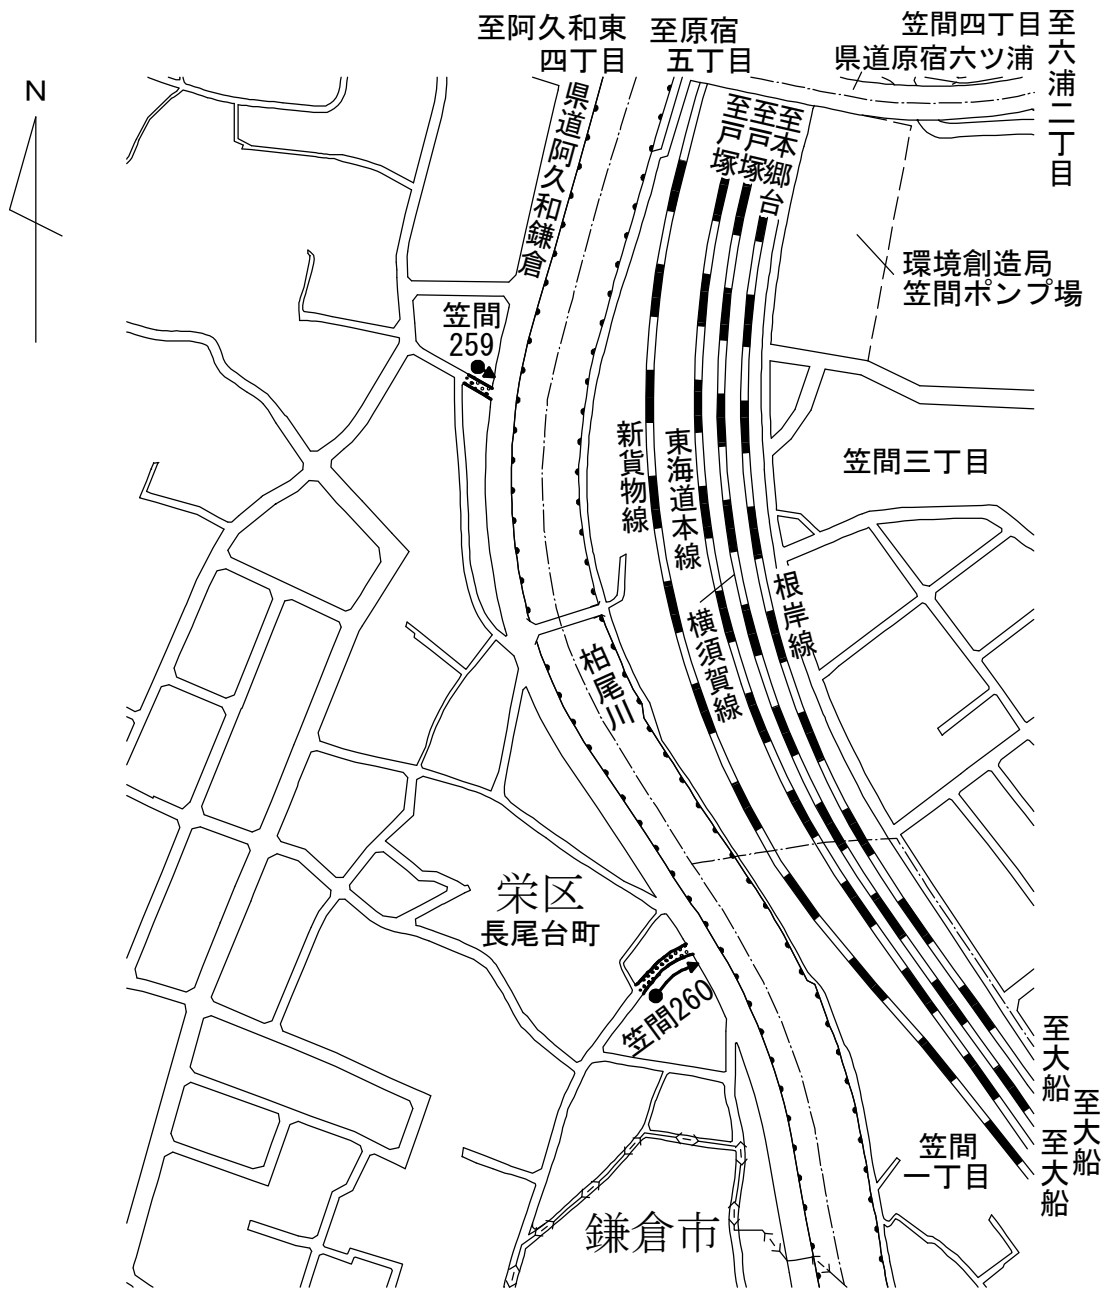 至阿久和東
四丁目
至原宿
五丁目
笠間四丁目
県道原宿六ツ浦
至六浦二丁目
N
県道阿久和鎌倉
至戸塚
至戸塚
至本郷台
環境創造局
笠間ポンプ場
笠間
259
新貨物線
東海道本線
笠間三丁目
横須賀線
根岸線
柏尾川
栄区
長尾台町
笠間260
至大船
至大船
至大船
笠間
一丁目
鎌倉市